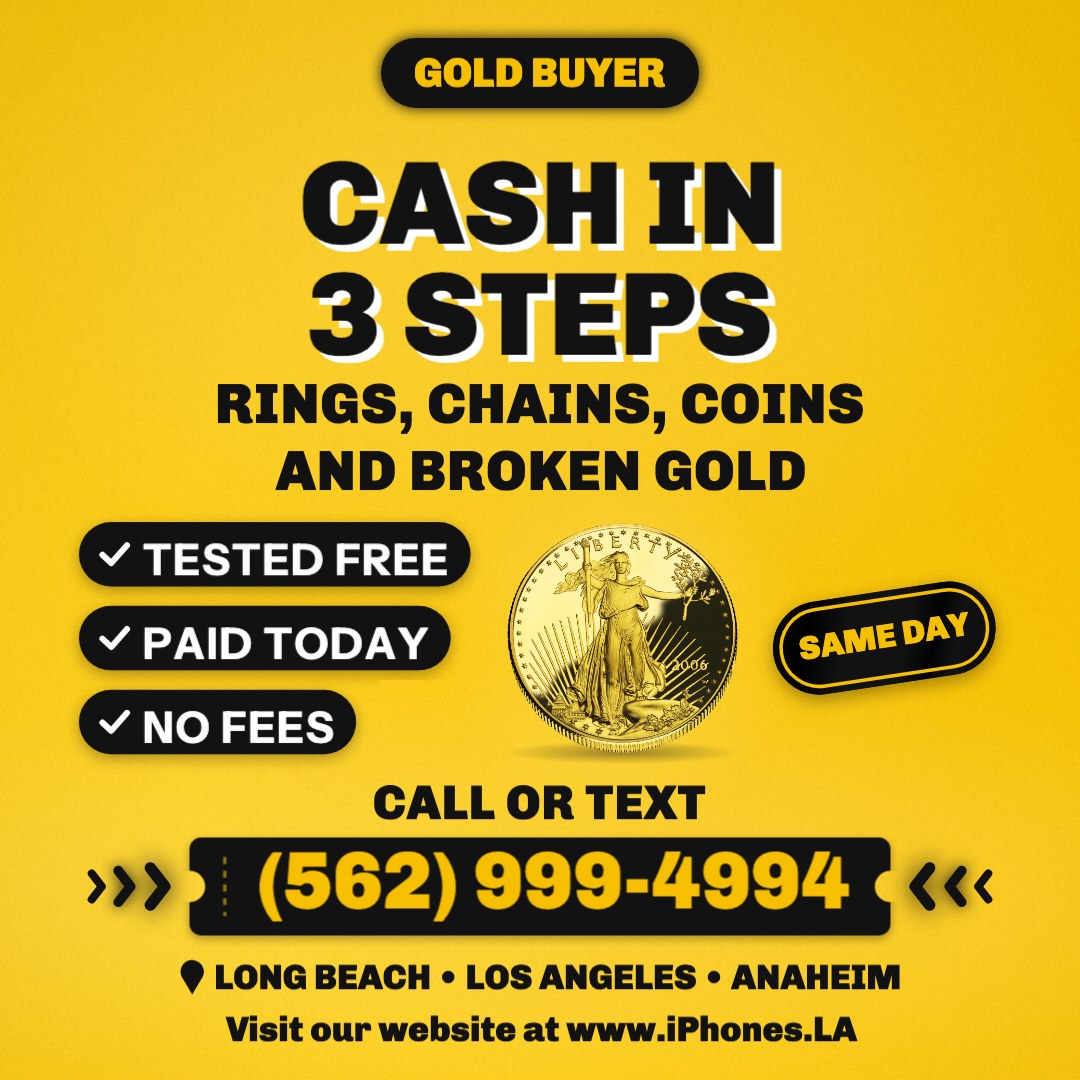 GOLD BUYER
CASH IN
3 STEPS
RINGS, CHAINS, COINS
AND BROKEN GOLD
TESTED FREE
PAID TODAY
NO FEES
LIBERTY
2006
SAME DAY
CALL OR TEXT
(562) 999-4994
LONG BEACH • LOS ANGELES • ANAHEIM
Visit our website at www.iPhones.LA